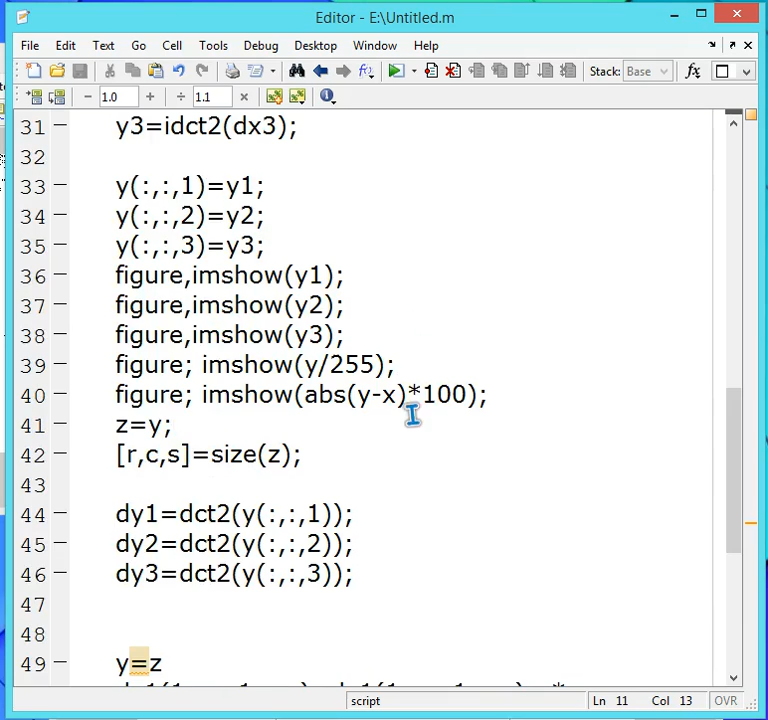 Editor - E:\Untitled.m
File Edit Text Go Cell Tools Debug Desktop Window Help
Stack: Base fx
− 1.0 + ÷ 1.1 ×
31 – y3=idct2(dx3);
32
33 – y(:,:,1)=y1;
34 – y(:,:,2)=y2;
35 – y(:,:,3)=y3;
36 – figure,imshow(y1);
37 – figure,imshow(y2);
38 – figure,imshow(y3);
39 – figure; imshow(y/255);
40 – figure; imshow(abs(y-x)*100);
41 – z=y;
42 – [r,c,s]=size(z);
43
44 – dy1=dct2(y(:,:,1));
45 – dy2=dct2(y(:,:,2));
46 – dy3=dct2(y(:,:,3));
47
48
49 – y=z
script Ln 11 Col 13 OVR